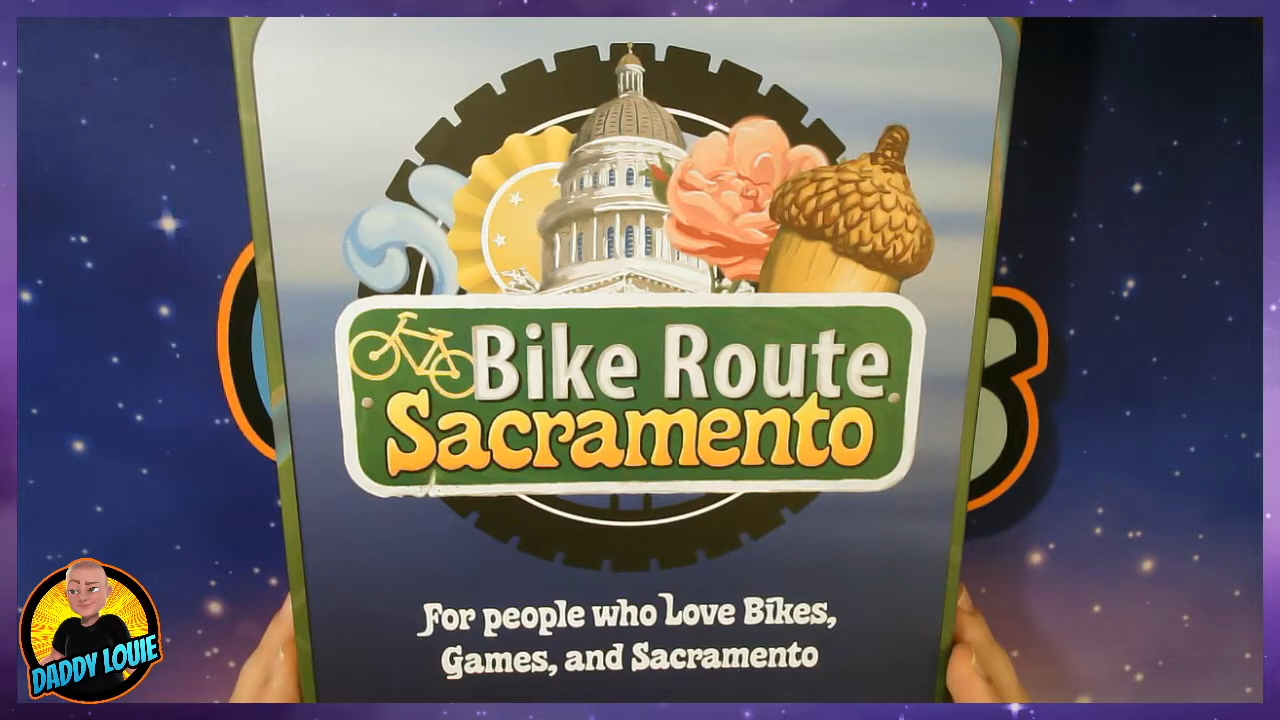 Bike Route
Sacramento
For people who Love Bikes,
Games, and Sacramento
DADDY LOUIE